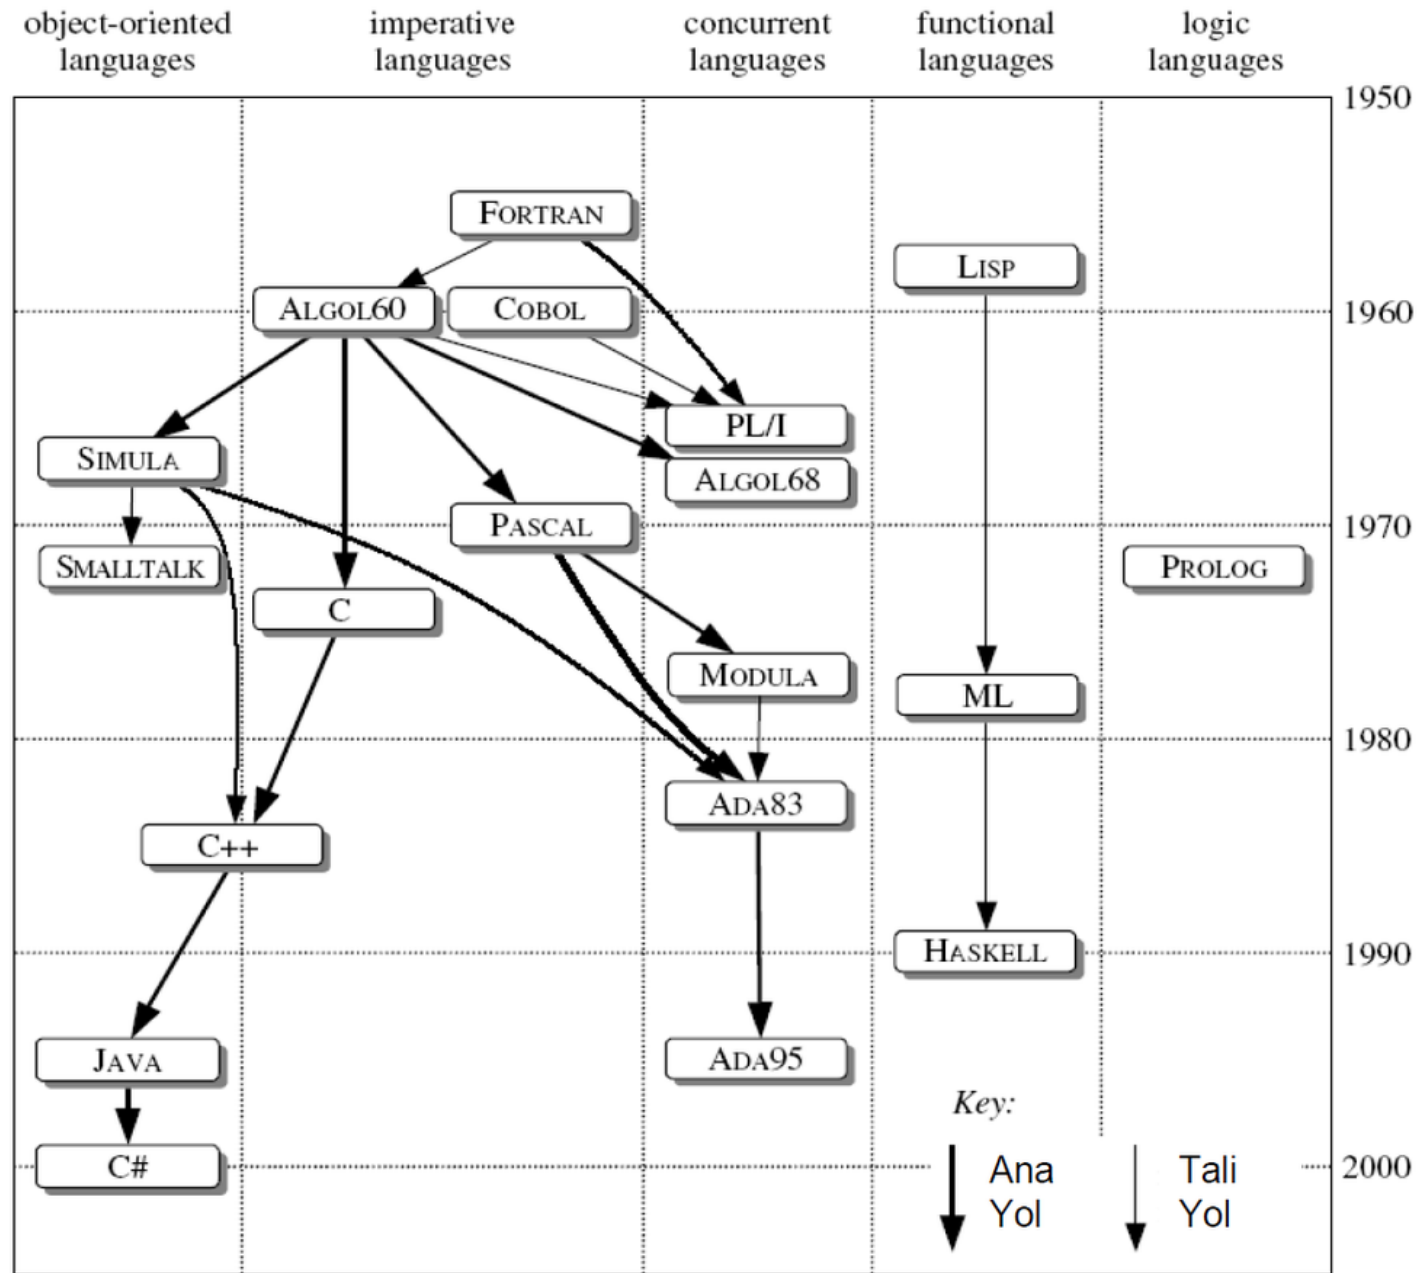 object-oriented
languages
imperative
languages
concurrent
languages
functional
languages
logic
languages
1950
FORTRAN
LISP
ALGOL60
COBOL
1960
PL/I
SIMULA
ALGOL68
PASCAL
1970
SMALLTALK
PROLOG
C
MODULA
ML
1980
ADA83
C++
HASKELL
1990
JAVA
ADA95
Key:
C#
Ana
Yol
Tali
Yol
2000